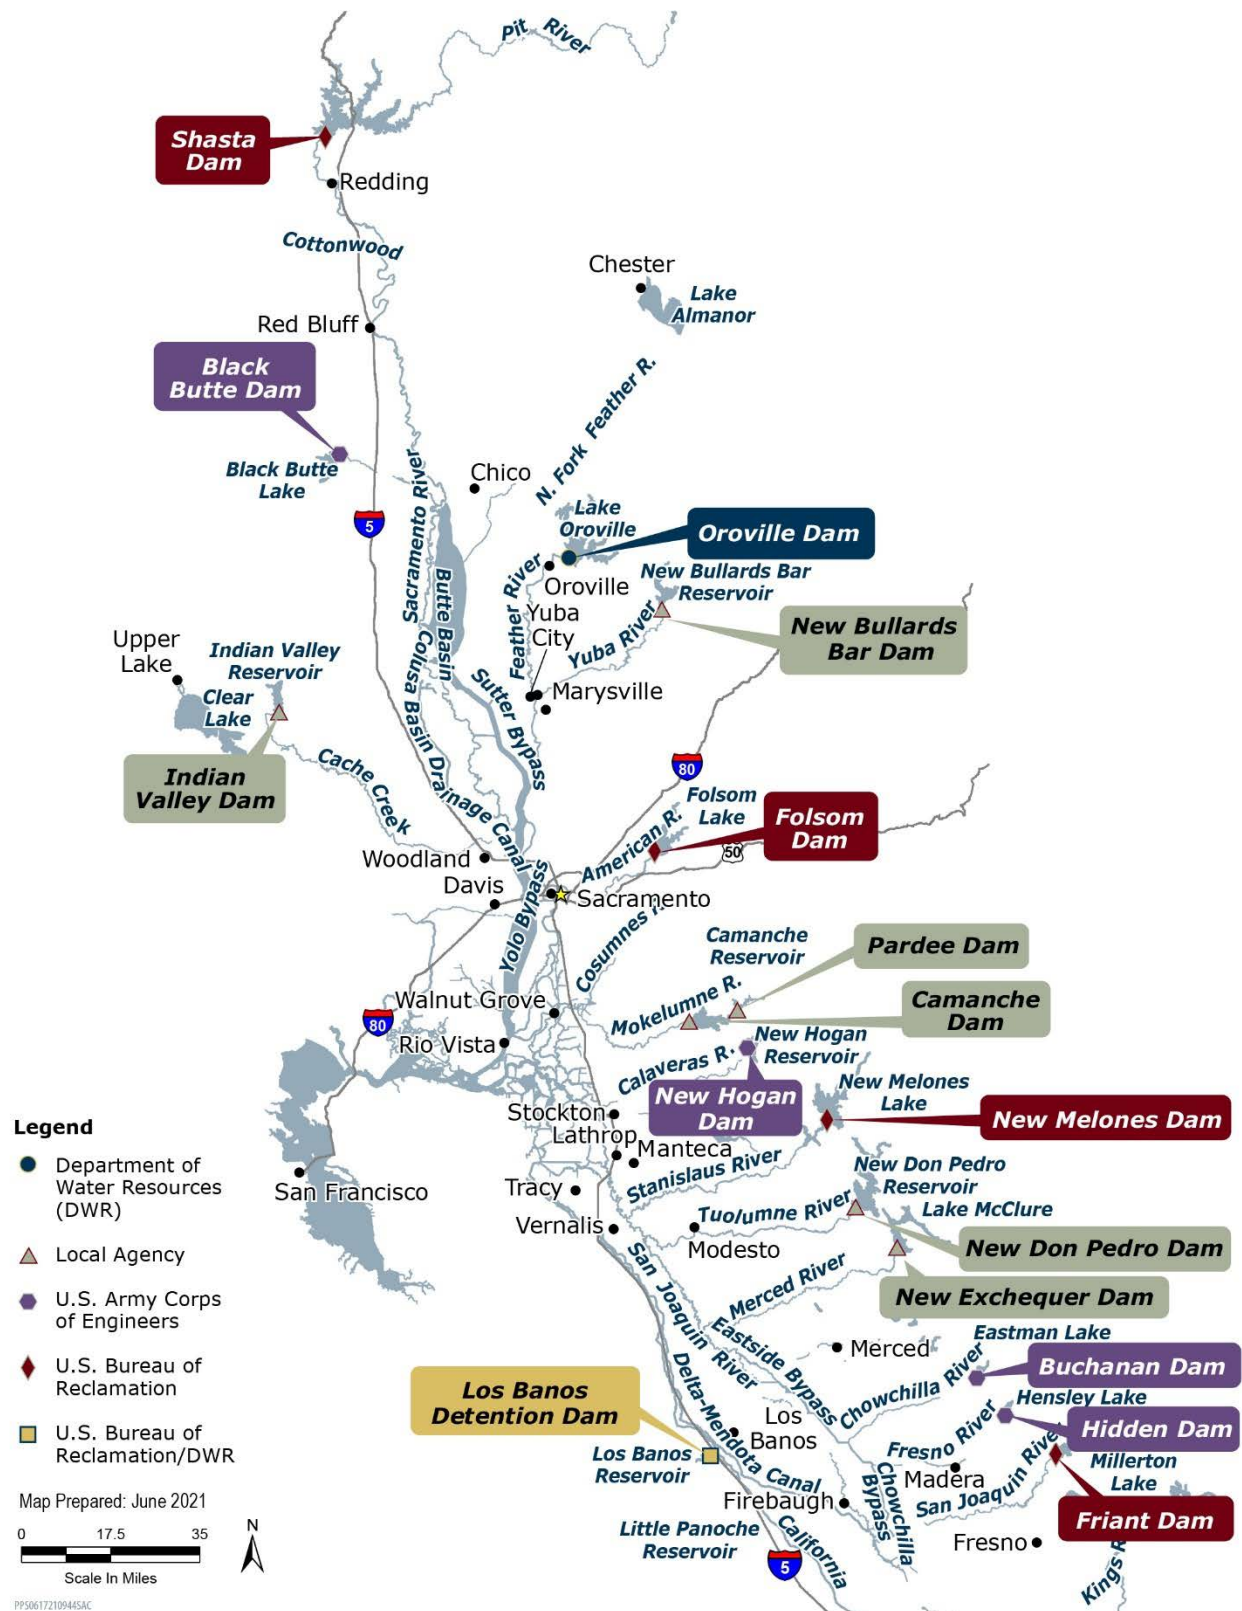 Pit River
Shasta
Dam
Redding
Cottonwood
Chester
Lake
Almanor
Red Bluff
Black
Butte Dam
N. Fork Feather R.
Black Butte
Lake
Sacramento River
Chico
5
Lake
Oroville
Oroville Dam
Feather River
Oroville
New Bullards Bar
Reservoir
Butte Basin
Yuba
City
Yuba River
New Bullards
Bar Dam
Upper
Lake
Indian Valley
Reservoir
Clear
Lake
Colusa Basin Drainage Canal
Sutter Bypass
Marysville
Indian
Valley Dam
Cache Creek
80
Folsom
Lake
Folsom
Dam
American R.
50
Woodland
Davis
Sacramento
Yolo Bypass
Cosumnes R.
Camanche
Reservoir
Pardee Dam
Walnut Grove
Mokelumne R.
Camanche
Dam
80
Rio Vista
New Hogan
Reservoir
Calaveras R.
New Hogan
Dam
New Melones
Lake
New Melones Dam
Stockton
Lathrop
Manteca
Stanislaus River
San Francisco
Tracy
New Don Pedro
Reservoir
Tuolumne River
Lake McClure
Vernalis
Modesto
New Don Pedro Dam
San Joaquin River
Merced River
New Exchequer Dam
Eastside Bypass
Merced
Eastman Lake
Buchanan Dam
Chowchilla River
Delta-Mendota Canal
Los Banos
Detention Dam
Los
Banos
Hensley Lake
Hidden Dam
Fresno River
Los Banos
Reservoir
Madera
San Joaquin River
Millerton
Lake
Chowchilla
Bypass
Firebaugh
Friant Dam
Little Panoche
Reservoir
California
5
Fresno
Kings R
Legend
Department of
Water Resources
(DWR)
Local Agency
U.S. Army Corps
of Engineers
U.S. Bureau of
Reclamation
U.S. Bureau of
Reclamation/DWR
Map Prepared: June 2021
0 17.5 35
N
Scale In Miles
PPS0617210944SAC